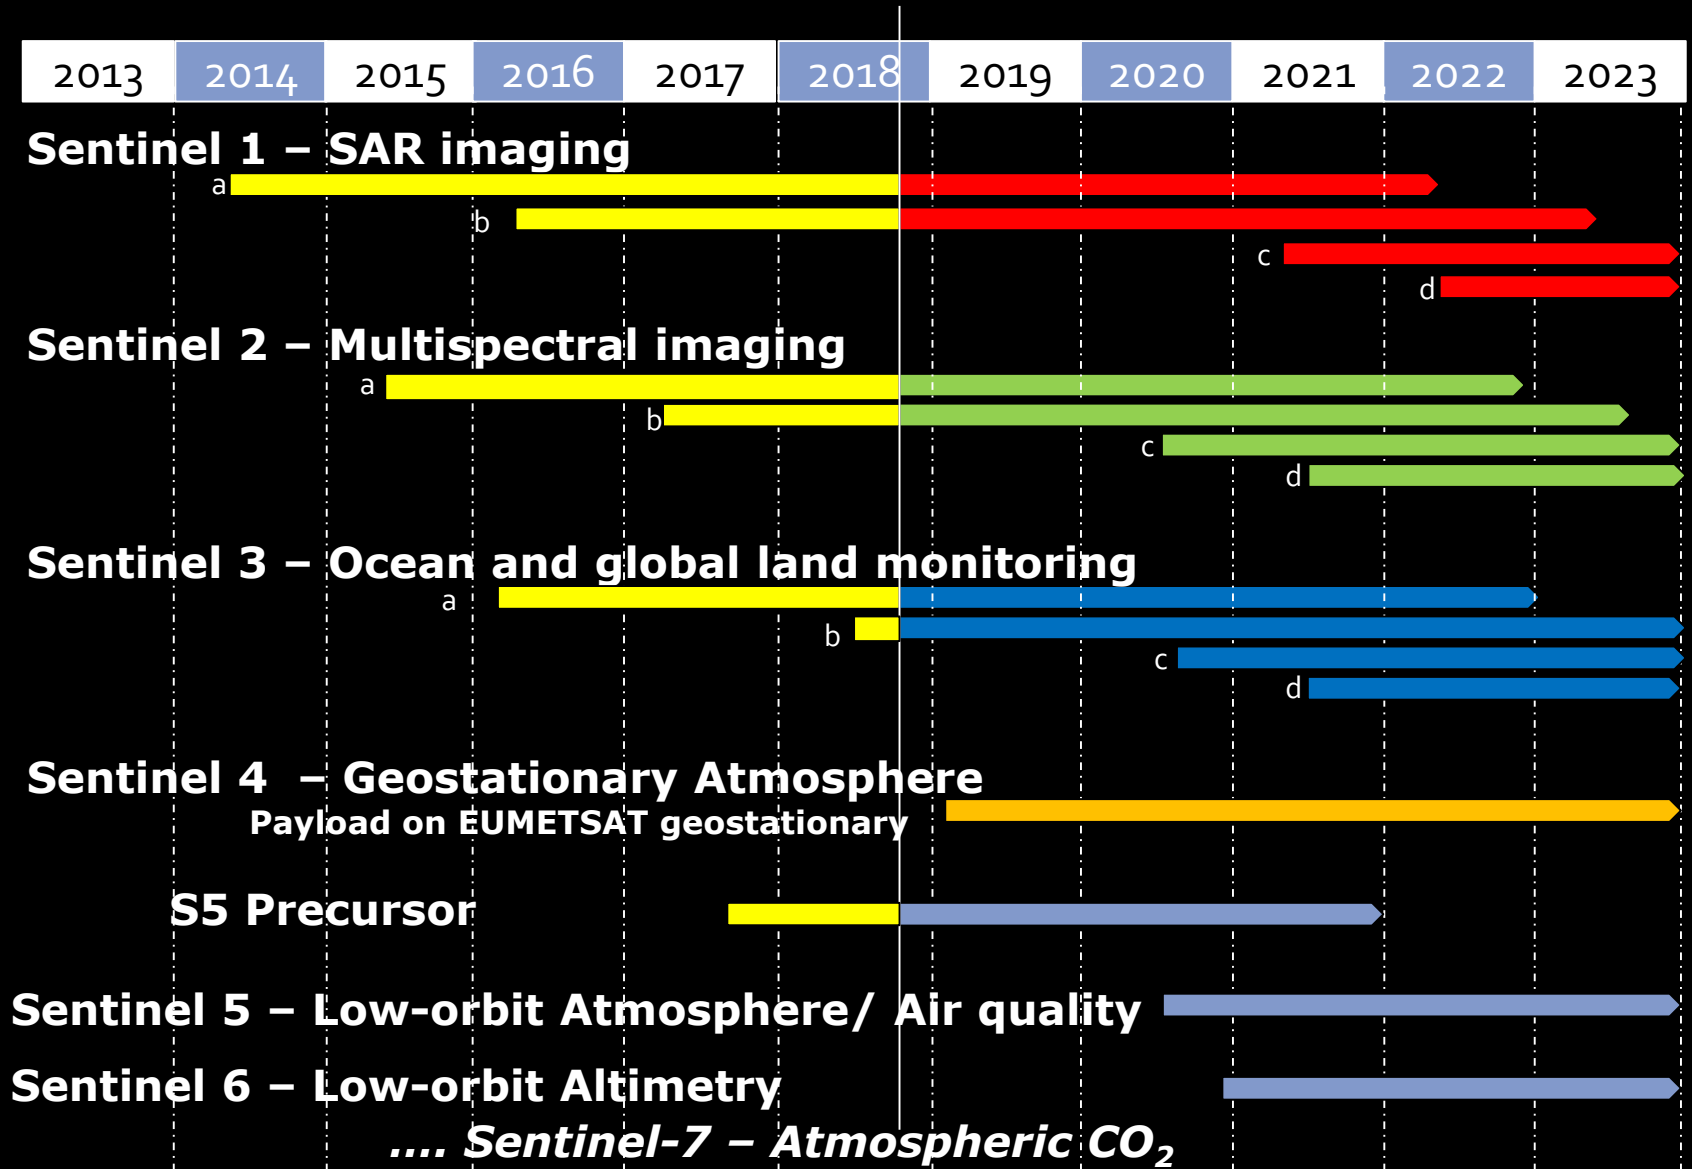 2013 2014 2015 2016 2017 2018 2019 2020 2021 2022 2023
Sentinel 1 – SAR imaging
a
b
c
d
Sentinel 2 – Multispectral imaging
a
b
c
d
Sentinel 3 – Ocean and global land monitoring
a
b
c
d
Sentinel 4 – Geostationary Atmosphere
Payload on EUMETSAT geostationary
S5 Precursor
Sentinel 5 – Low-orbit Atmosphere/ Air quality
Sentinel 6 – Low-orbit Altimetry
.... Sentinel-7 – Atmospheric CO₂